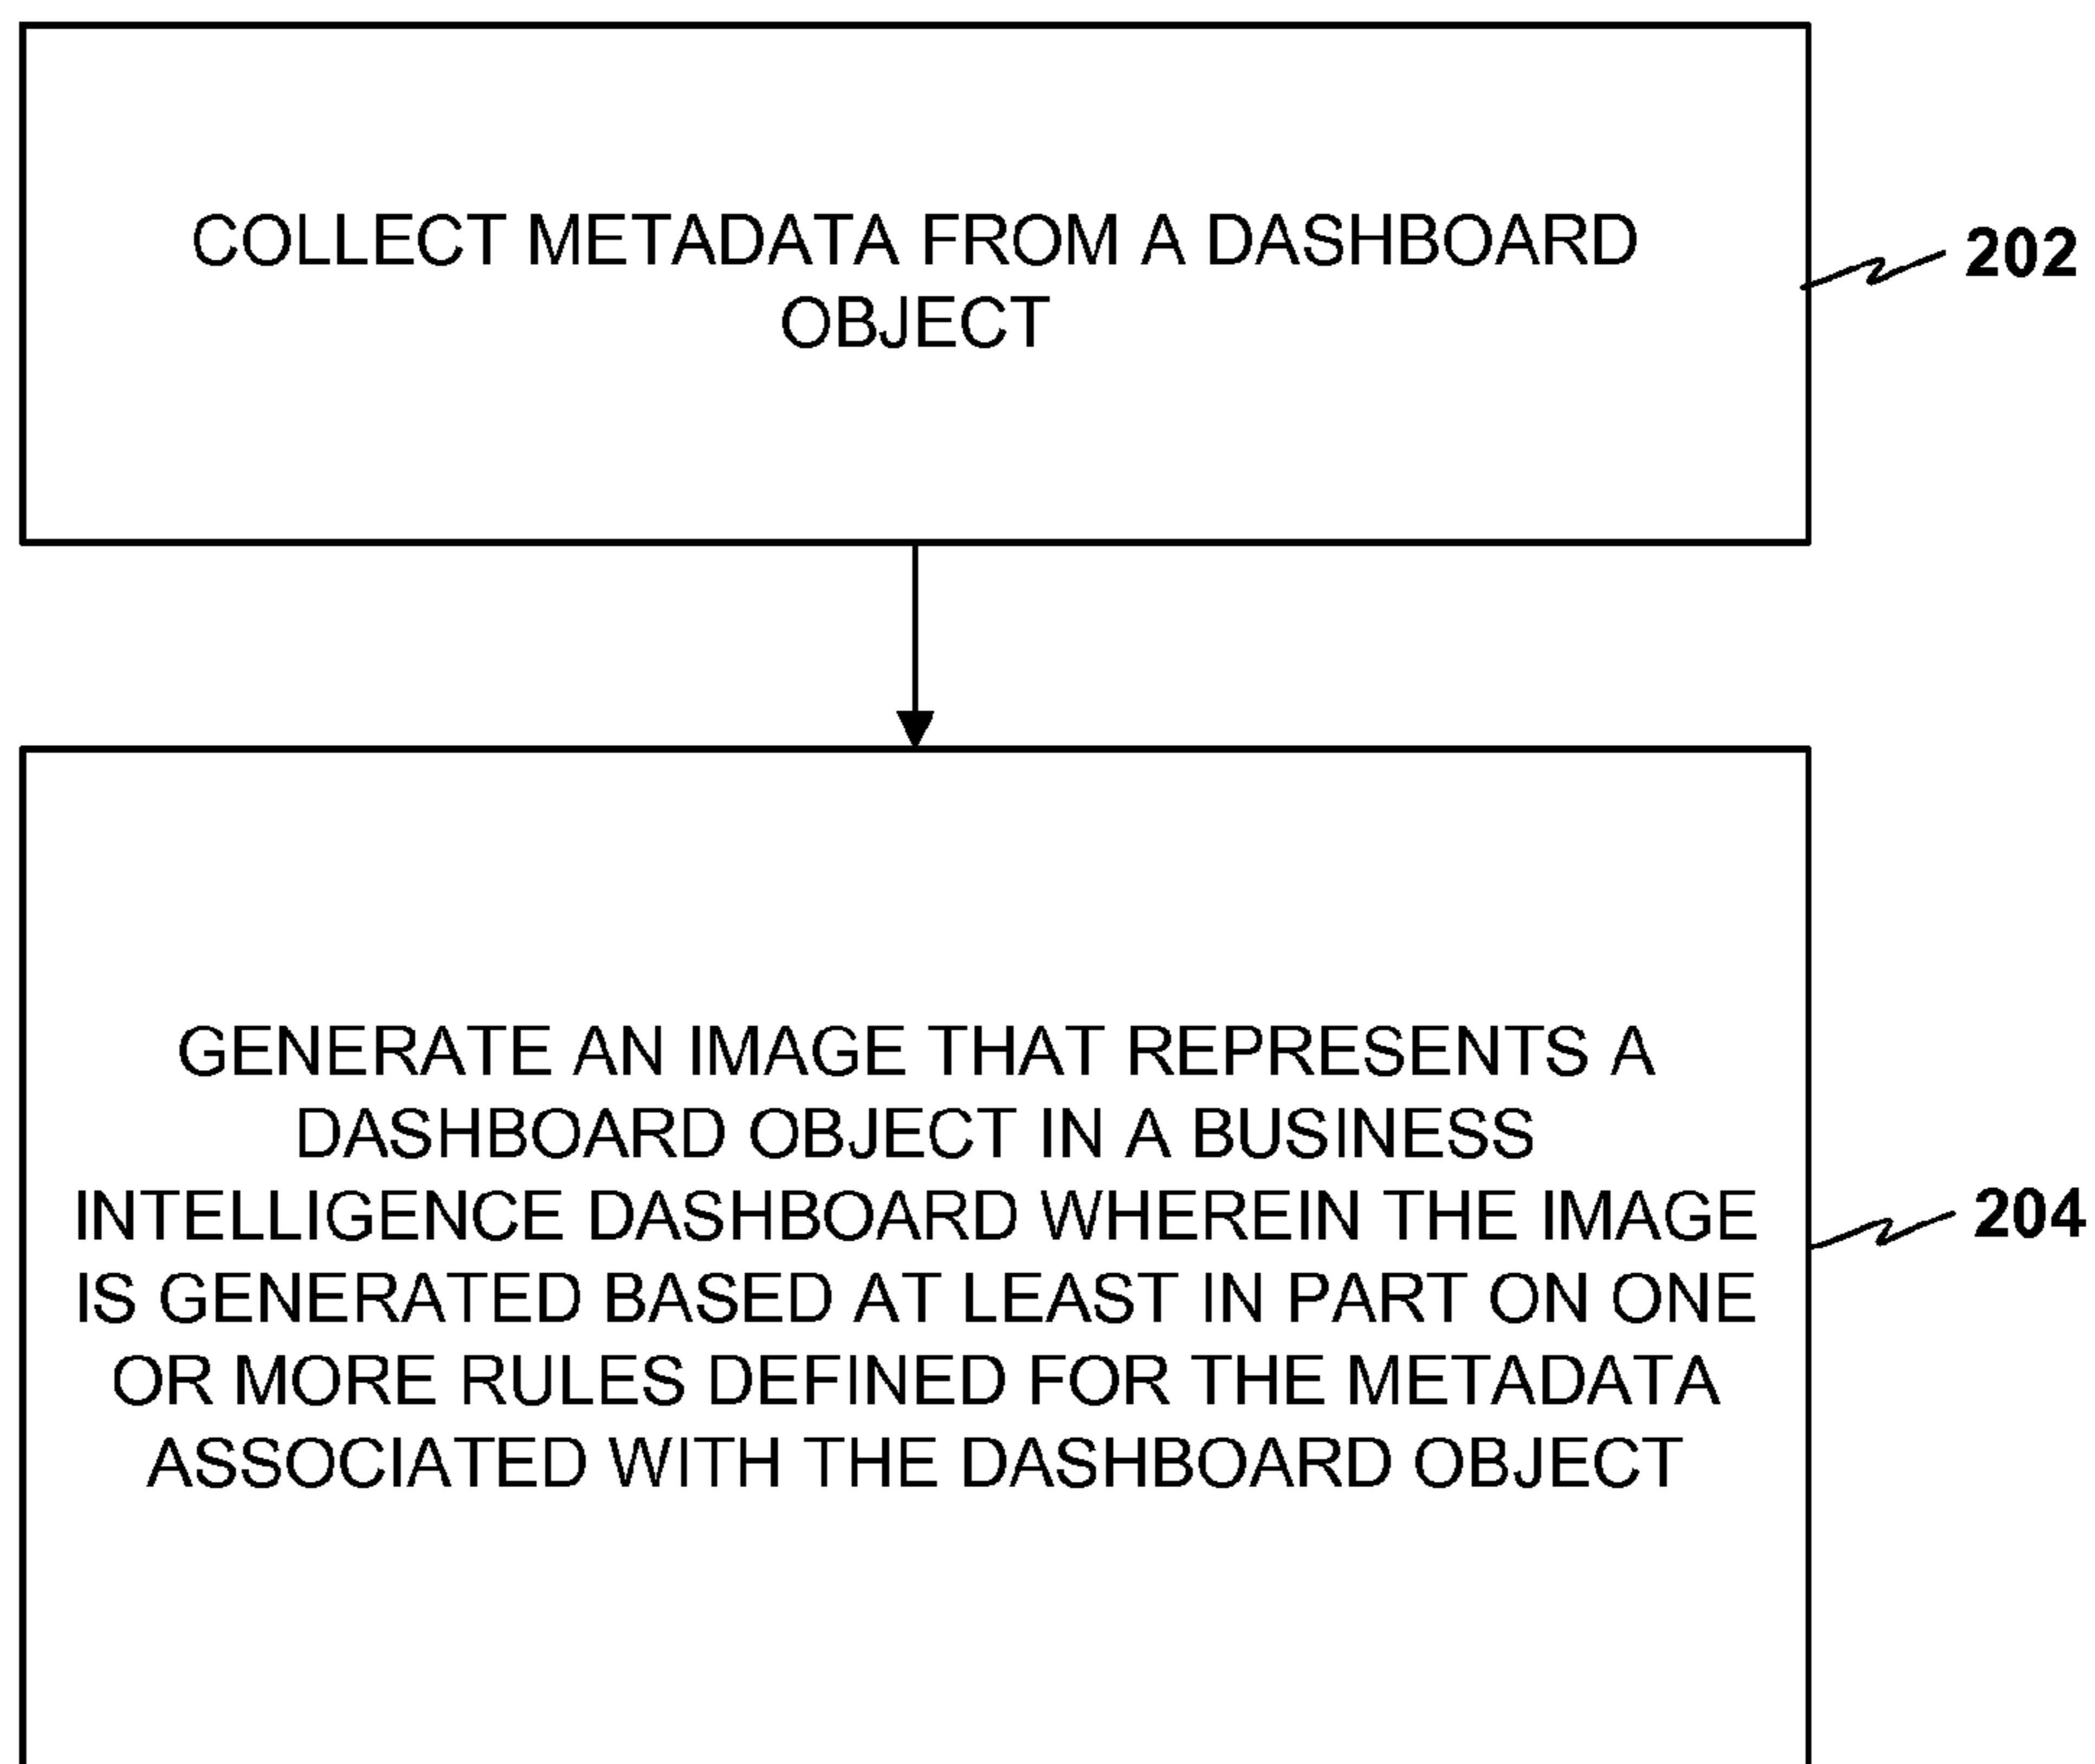 COLLECT METADATA FROM A DASHBOARD
OBJECT
202
GENERATE AN IMAGE THAT REPRESENTS A
DASHBOARD OBJECT IN A BUSINESS
INTELLIGENCE DASHBOARD WHEREIN THE IMAGE
IS GENERATED BASED AT LEAST IN PART ON ONE
OR MORE RULES DEFINED FOR THE METADATA
ASSOCIATED WITH THE DASHBOARD OBJECT
204